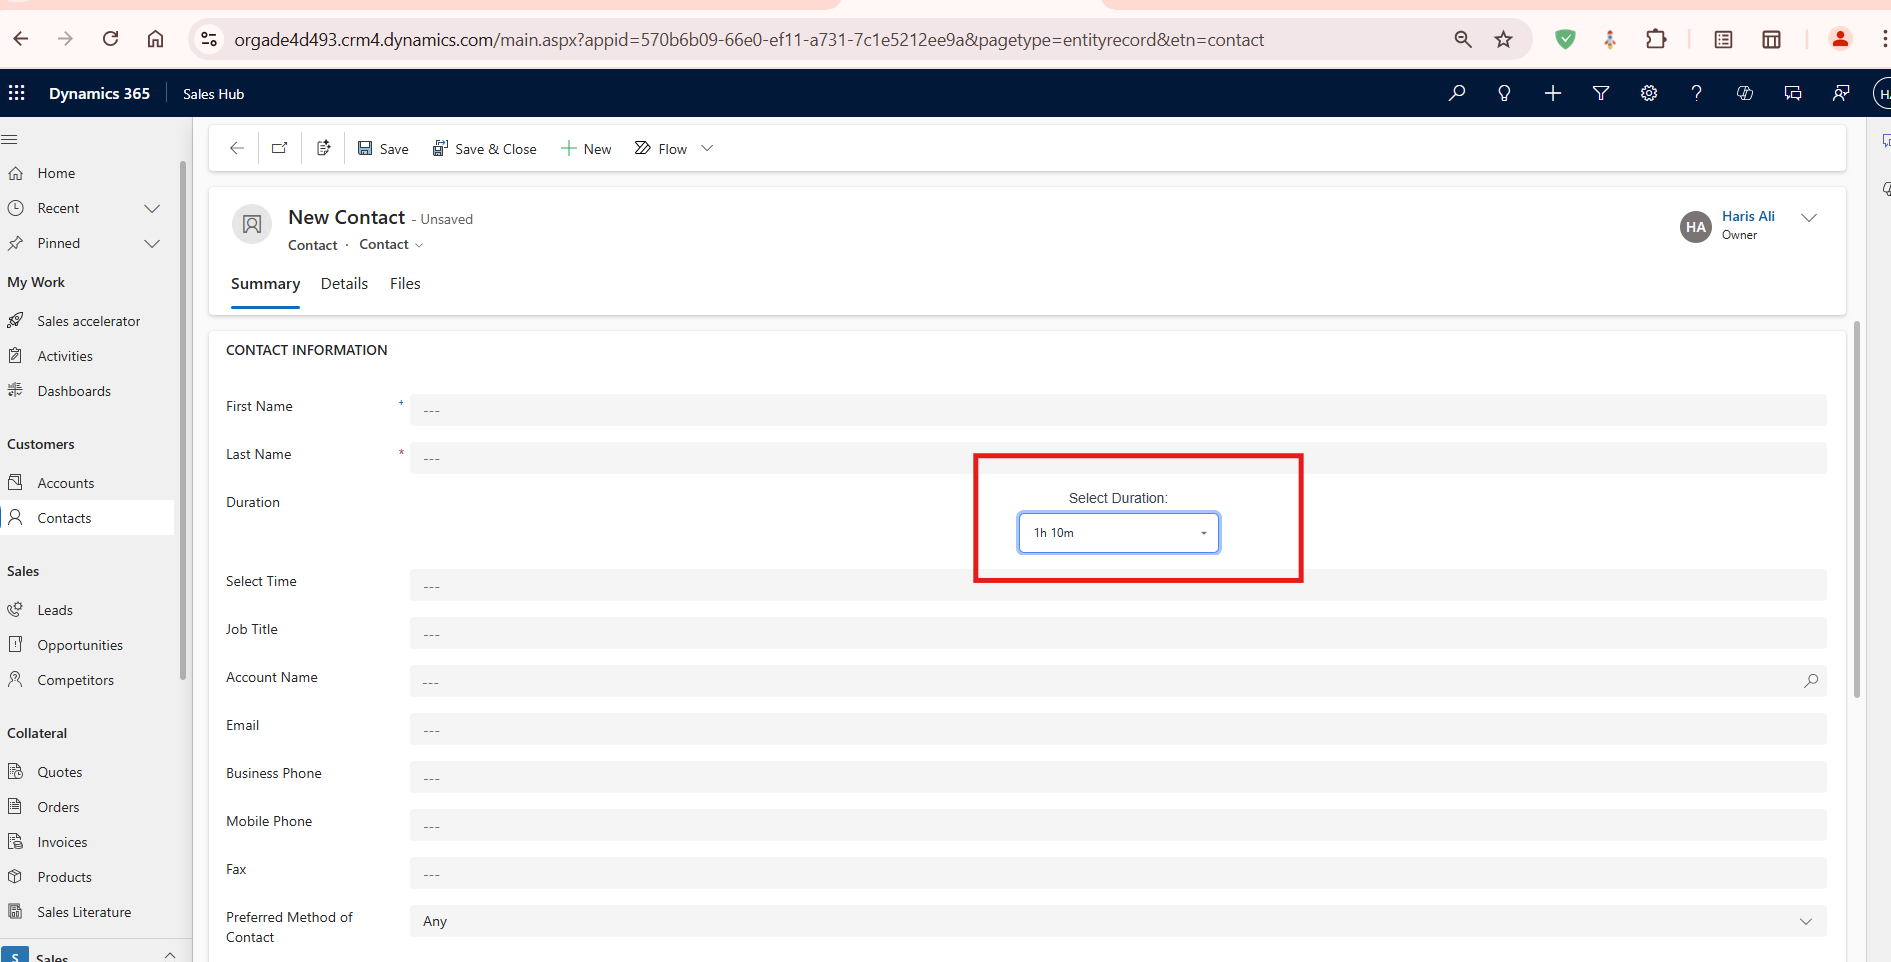 orgade4d493.crm4.dynamics.com/main.aspx?appid=570b6b09-66e0-ef11-a731-7c1e5212ee9a&pagetype=entityrecord&etn=contact
Dynamics 365 Sales Hub
Home
Recent
Pinned
My Work
Sales accelerator
Activities
Dashboards
Customers
Accounts
Contacts
Sales
Leads
Opportunities
Competitors
Collateral
Quotes
Orders
Invoices
Products
Sales Literature
S Sales
Save Save & Close New Flow
New Contact - Unsaved
Contact · Contact
HA Haris Ali
Owner
Summary Details Files
CONTACT INFORMATION
First Name + ---
Last Name * ---
Duration
Select Duration:
1h 10m
Select Time ---
Job Title ---
Account Name ---
Email ---
Business Phone ---
Mobile Phone ---
Fax ---
Preferred Method of
Contact
Any